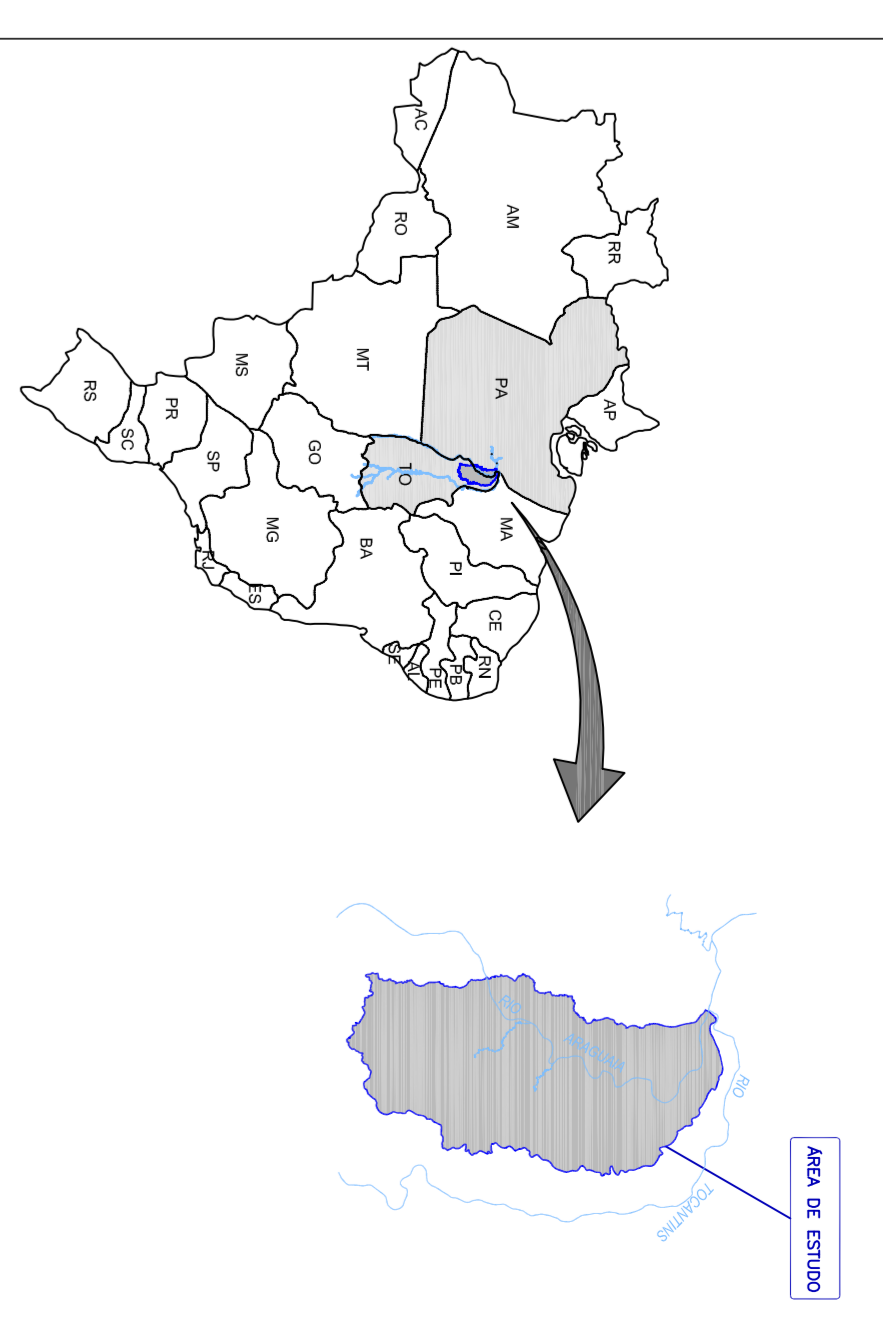 RR
AP
AM
PA
MA
CE
RN
PB
PE
AL
SE
PI
AC
RO
TO
BA
MT
GO
MS
MG
ES
RJ
SP
PR
SC
RS
ÁREA DE ESTUDO
RIO
TOCANTINS
RIO
ARAGUAIA